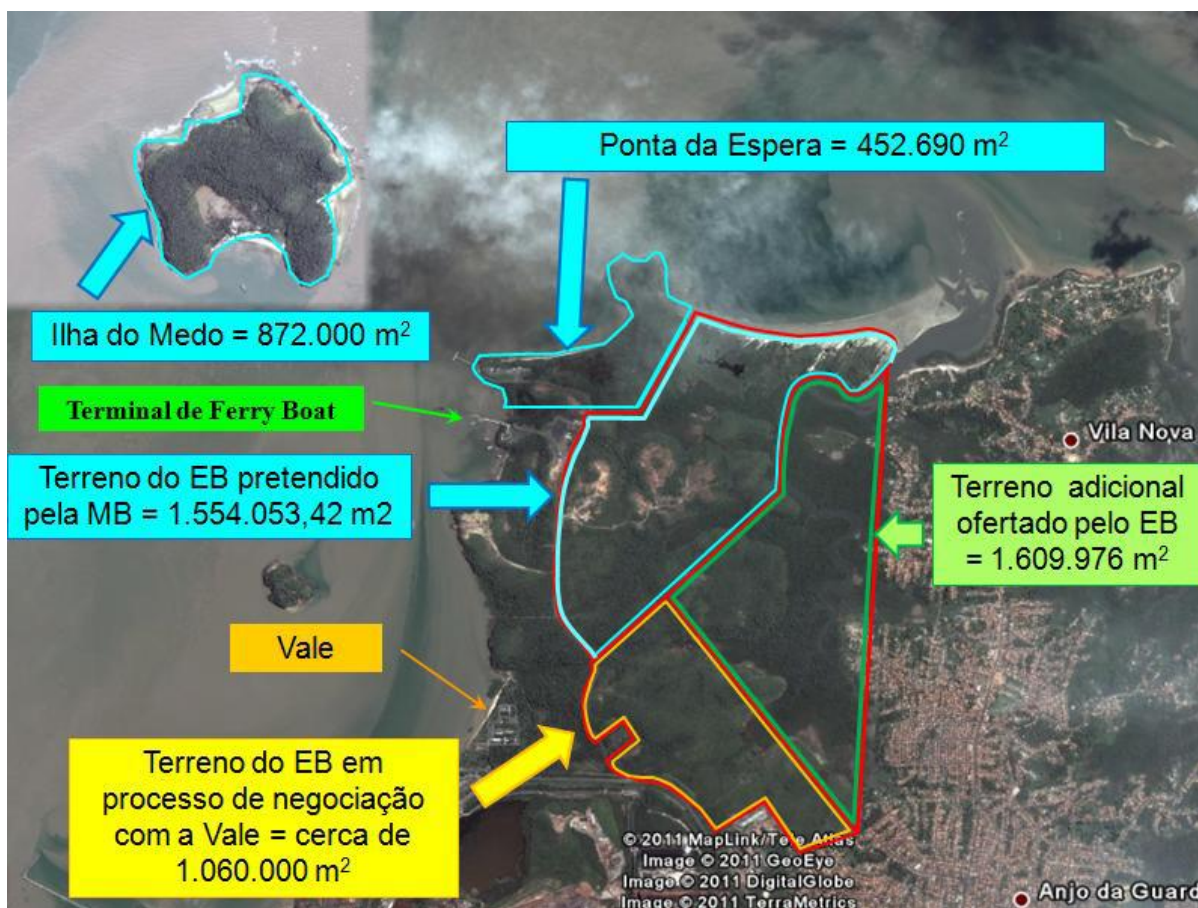 Ponta da Espera = 452.690 m²
Ilha do Medo = 872.000 m²
Terminal de Ferry Boat
Terreno do EB pretendido
pela MB = 1.554.053,42 m2
Vila Nova
Terreno adicional
ofertado pelo EB
= 1.609.976 m²
Vale
Terreno do EB em
processo de negociação
com a Vale = cerca de
1.060.000 m²
© 2011 MapLink/Tele Atlas
Image © 2011 GeoEye
Image © 2011 DigitalGlobe
Image © 2011 TerraMetrics
Anjo da Guard